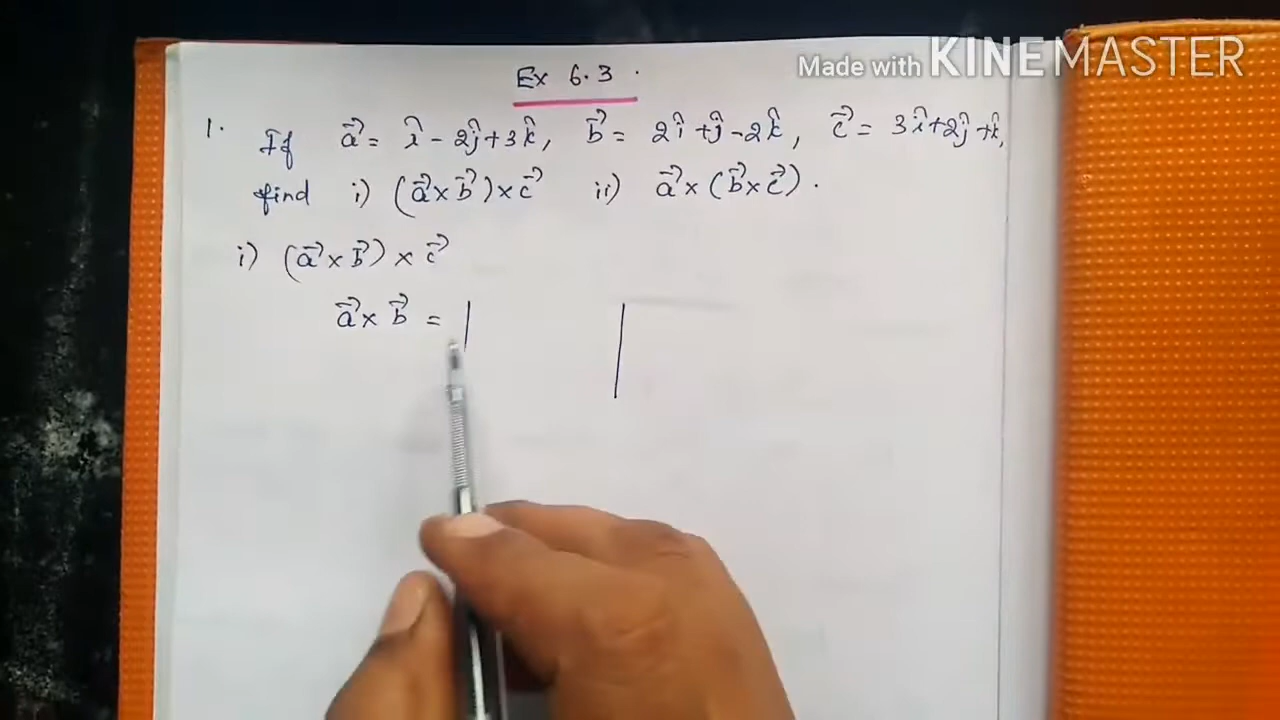 Made with KINEMASTER
Ex 6.3.
1. If a⃗ = î - 2ĵ + 3k̂, b⃗ = 2î + ĵ - 2k̂, c⃗ = 3î + 2ĵ + k̂,
find i) (a⃗ × b⃗) × c⃗ ii) a⃗ × (b⃗ × c⃗).
i) (a⃗ × b⃗) × c⃗
a⃗ × b⃗ = | |